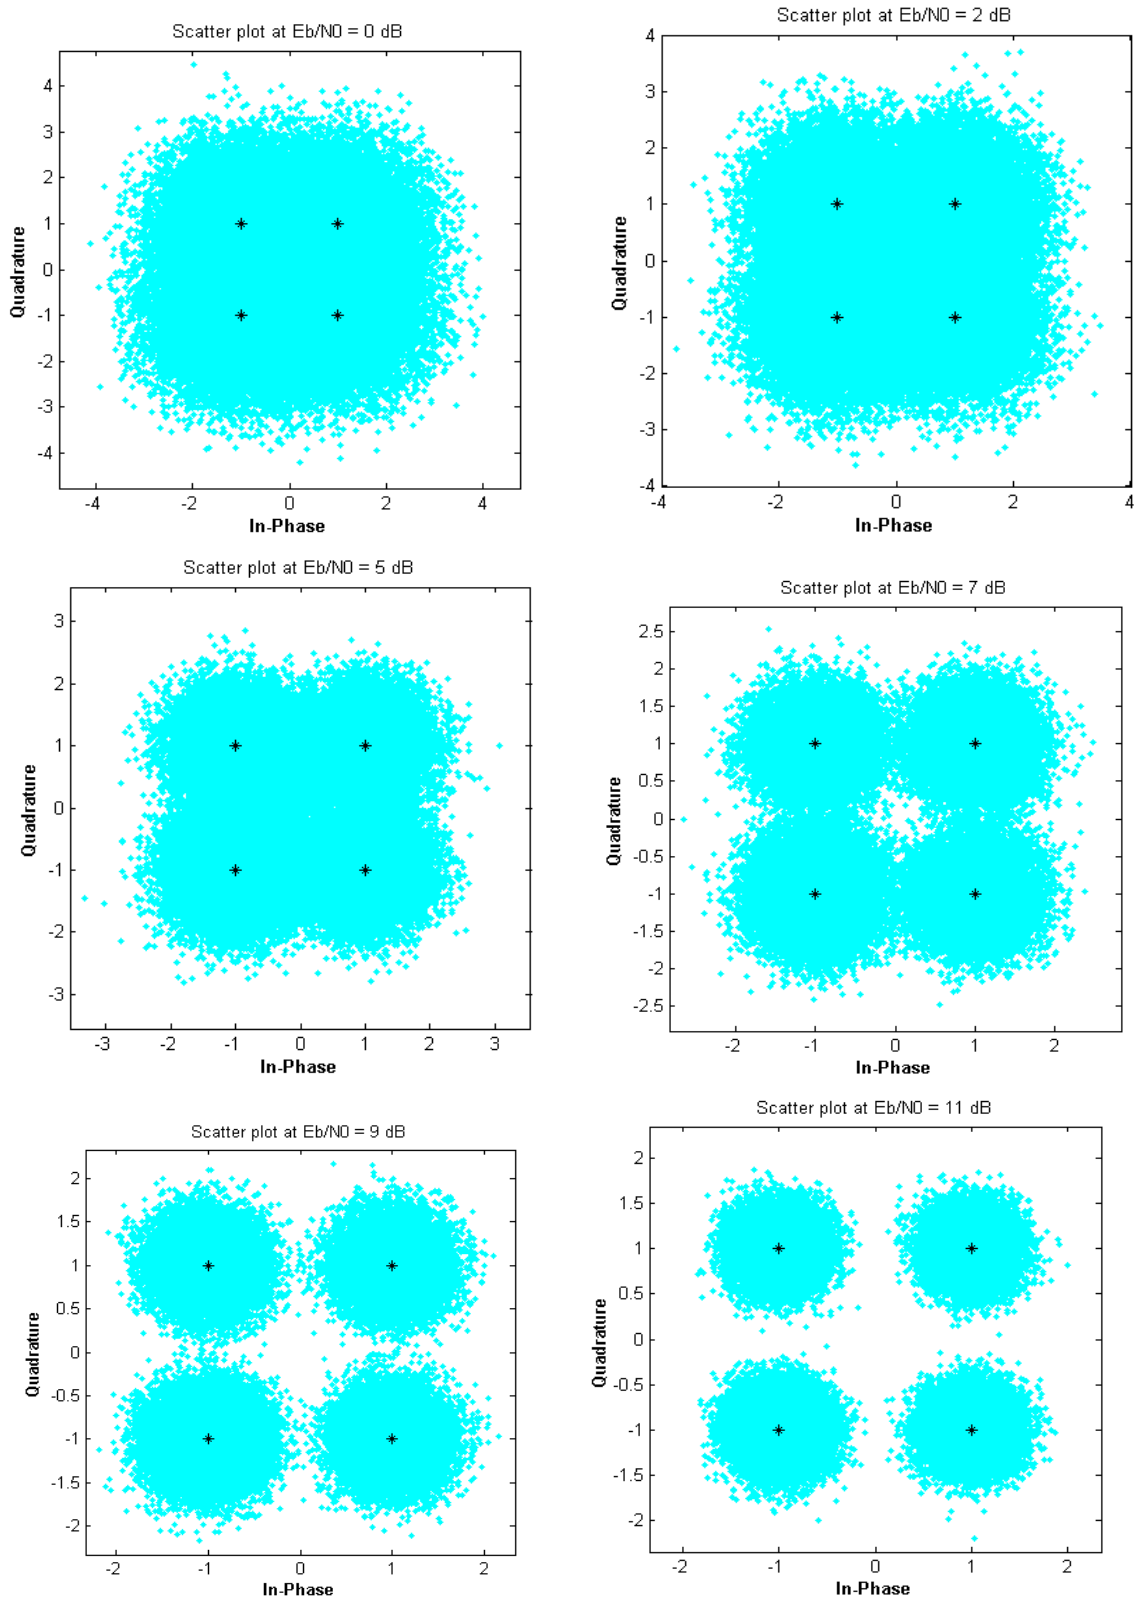 Scatter plot at Eb/N0 = 0 dB
4
3
2
1
0
-1
-2
-3
-4
Quadrature
-4 -2 0 2 4
In-Phase
Scatter plot at Eb/N0 = 2 dB
4
3
2
1
0
-1
-2
-3
-4
Quadrature
-4 -2 0 2 4
In-Phase
Scatter plot at Eb/N0 = 5 dB
3
2
1
0
-1
-2
-3
Quadrature
-3 -2 -1 0 1 2 3
In-Phase
Scatter plot at Eb/N0 = 7 dB
2.5
2
1.5
1
0.5
0
-0.5
-1
-1.5
-2
-2.5
Quadrature
-2 -1 0 1 2
In-Phase
Scatter plot at Eb/N0 = 9 dB
2
1.5
1
0.5
0
-0.5
-1
-1.5
-2
Quadrature
-2 -1 0 1 2
In-Phase
Scatter plot at Eb/N0 = 11 dB
2
1.5
1
0.5
0
-0.5
-1
-1.5
-2
Quadrature
-2 -1 0 1 2
In-Phase